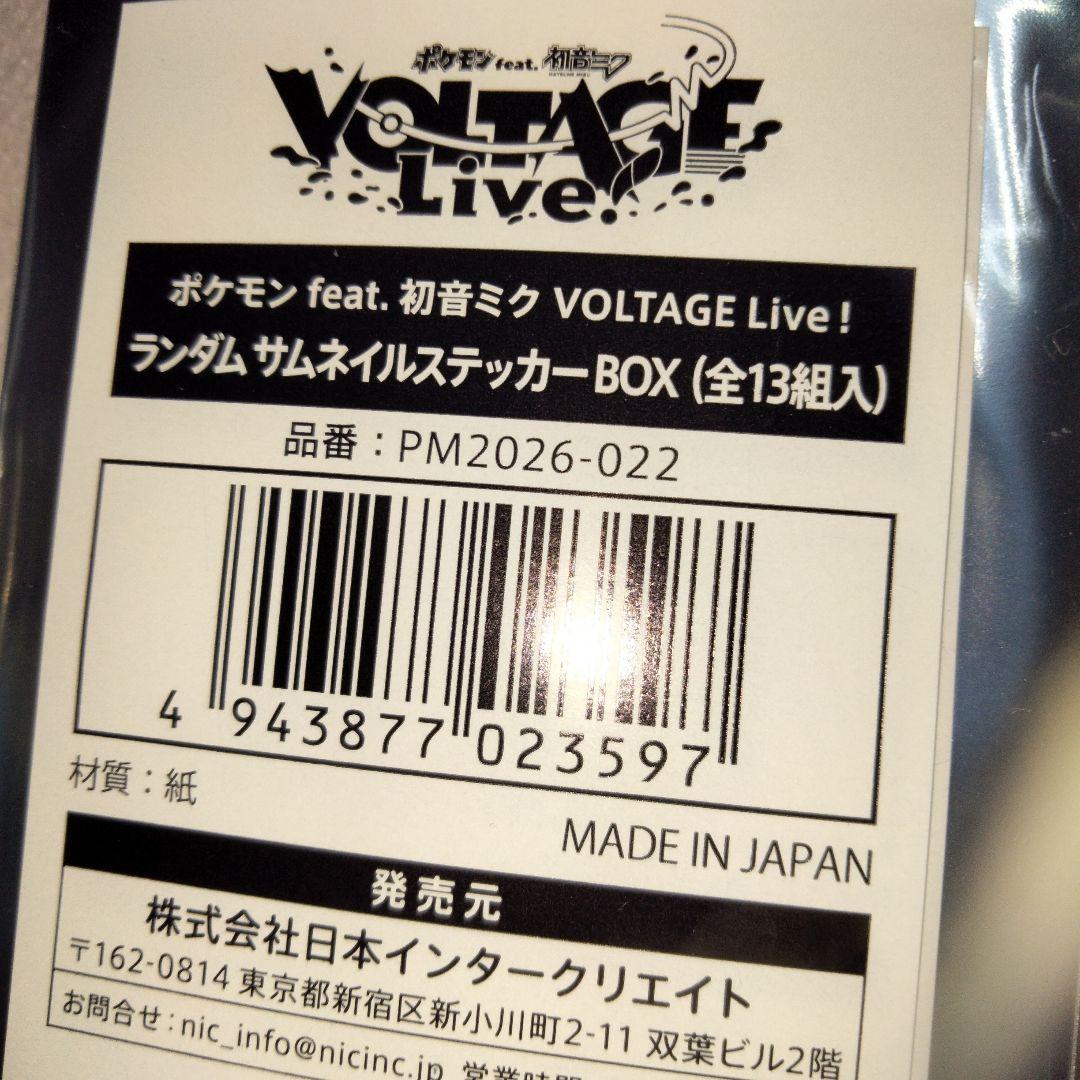 ポケモン feat. 初音ミク
HATSUNE MIKU
VOLTAGE
Live!
ポケモン feat. 初音ミク VOLTAGE Live!
ランダム サムネイルステッカー BOX (全13組入)
品番：PM2026-022
4 943877 023597
材質：紙
MADE IN JAPAN
発売元
株式会社日本インタークリエイト
〒162-0814 東京都新宿区新小川町2-11 双葉ビル2階
お問合せ：nic_info@nicinc.jp 営業時間